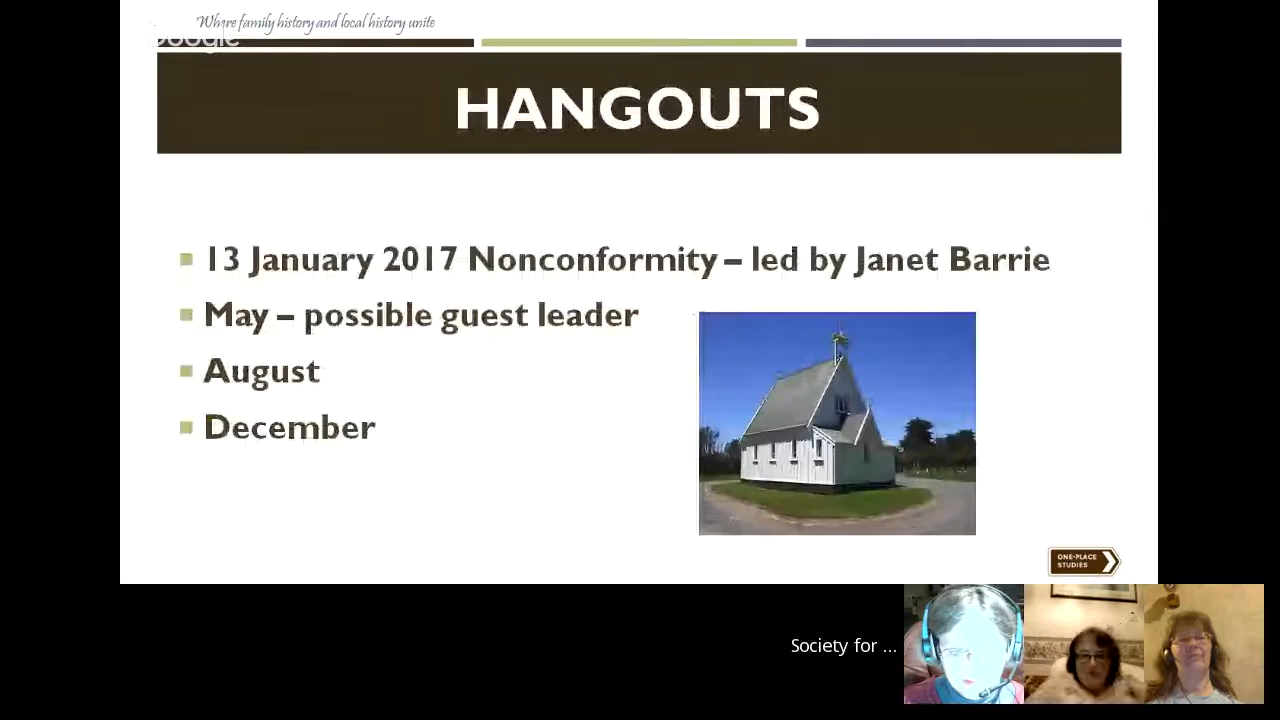 Where family history and local history unite
Google
HANGOUTS
13 January 2017 Nonconformity – led by Janet Barrie
May – possible guest leader
August
December
ONE-PLACE
STUDIES
Society for ...